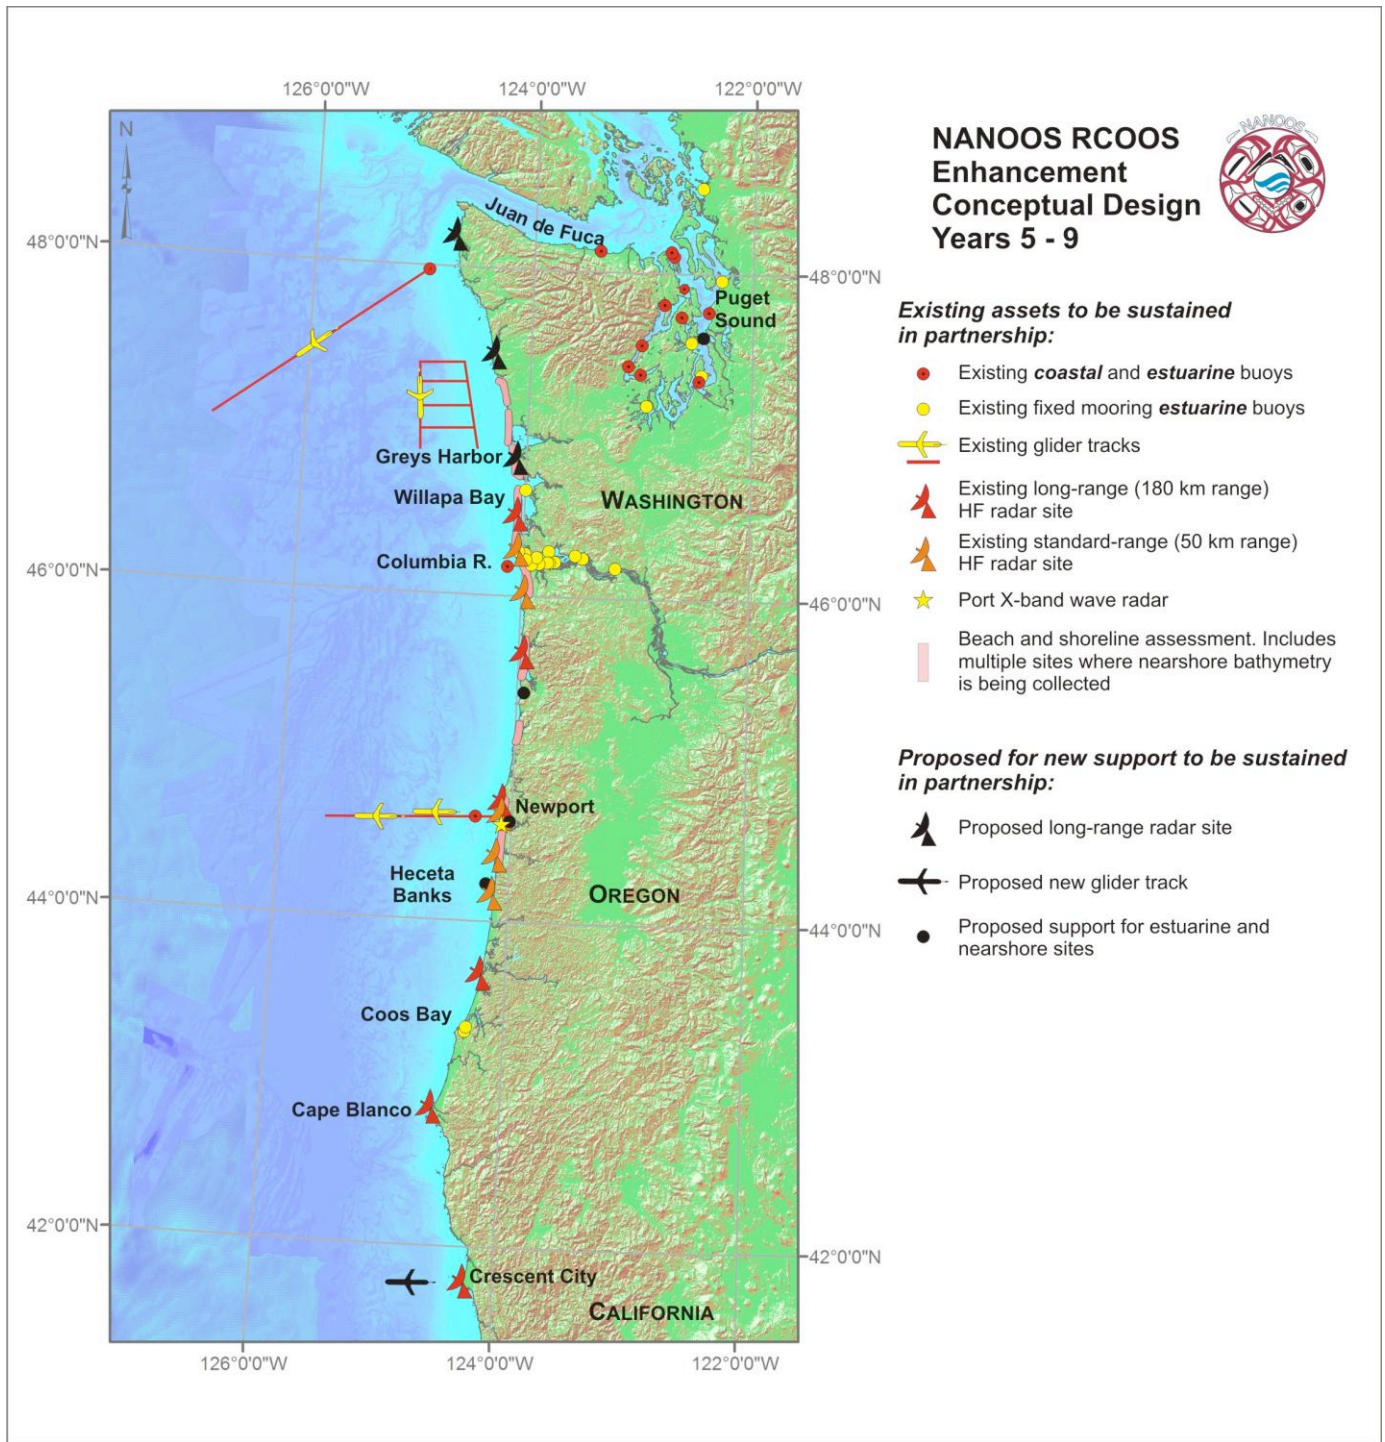 126°0'0"W
124°0'0"W
122°0'0"W
N
NANOOS RCOOS
Enhancement
Conceptual Design
Years 5 - 9
NANOOS
Juan de Fuca
48°0'0"N
48°0'0"N
Puget
Sound
Existing assets to be sustained
in partnership:
Existing coastal and estuarine buoys
Existing fixed mooring estuarine buoys
Existing glider tracks
Existing long-range (180 km range)
HF radar site
Existing standard-range (50 km range)
HF radar site
Port X-band wave radar
Beach and shoreline assessment. Includes
multiple sites where nearshore bathymetry
is being collected
Greys Harbor
Willapa Bay
WASHINGTON
Columbia R.
46°0'0"N
46°0'0"N
Proposed for new support to be sustained
in partnership:
Proposed long-range radar site
Proposed new glider track
Proposed support for estuarine and
nearshore sites
Newport
Heceta
Banks
OREGON
44°0'0"N
44°0'0"N
Coos Bay
Cape Blanco
42°0'0"N
42°0'0"N
Crescent City
CALIFORNIA
126°0'0"W
124°0'0"W
122°0'0"W